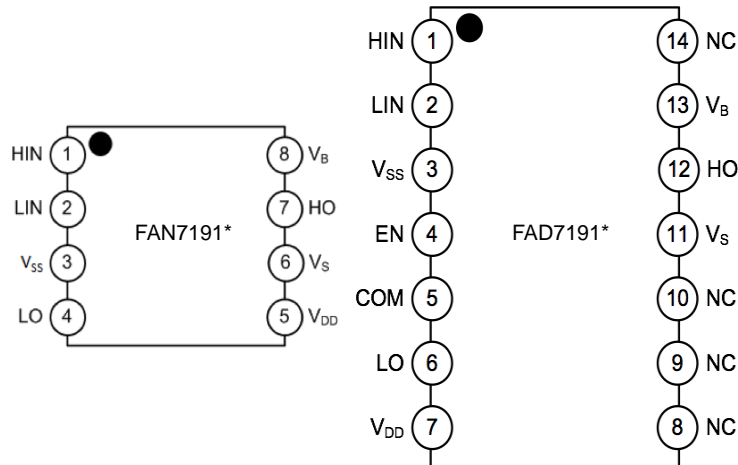 HIN 1 8 VB
LIN 2 7 HO
FAN7191*
VSS 3 6 VS
LO 4 5 VDD
HIN 1 14 NC
LIN 2 13 VB
VSS 3 12 HO
EN 4 FAD7191* 11 VS
COM 5 10 NC
LO 6 9 NC
VDD 7 8 NC